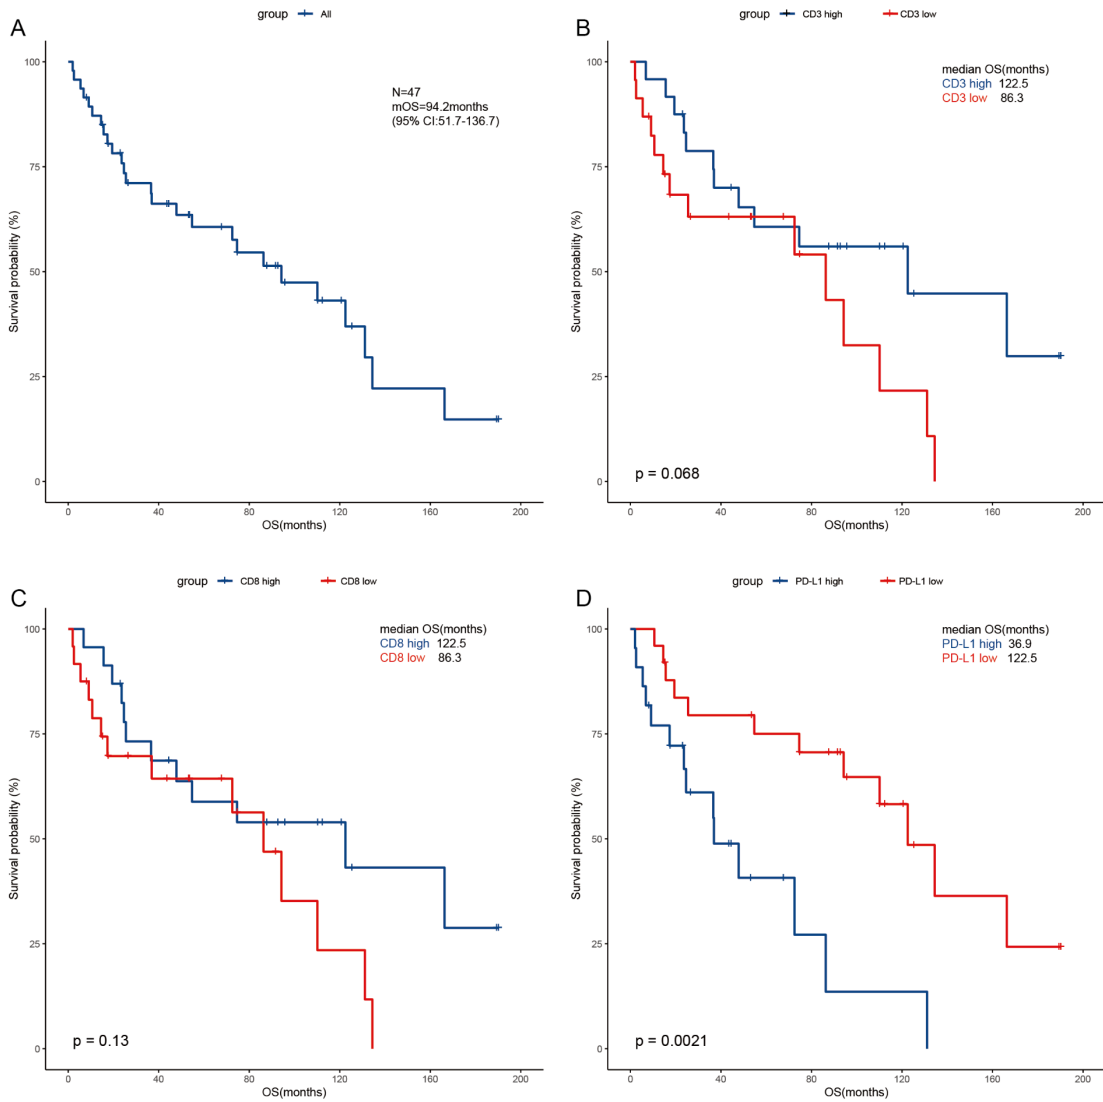 A
group All
N=47
mOS=94.2months
(95% CI:51.7-136.7)
Survival probability (%)
100
75
50
25
0
0 40 80 120 160 200
OS(months)
B
group CD3 high CD3 low
median OS(months)
CD3 high 122.5
CD3 low 86.3
Survival probability (%)
100
75
50
25
0
p = 0.068
0 40 80 120 160 200
OS(months)
C
group CD8 high CD8 low
median OS(months)
CD8 high 122.5
CD8 low 86.3
Survival probability (%)
100
75
50
25
0
p = 0.13
0 40 80 120 160 200
OS(months)
D
group PD-L1 high PD-L1 low
median OS(months)
PD-L1 high 36.9
PD-L1 low 122.5
Survival probability (%)
100
75
50
25
0
p = 0.0021
0 40 80 120 160 200
OS(months)